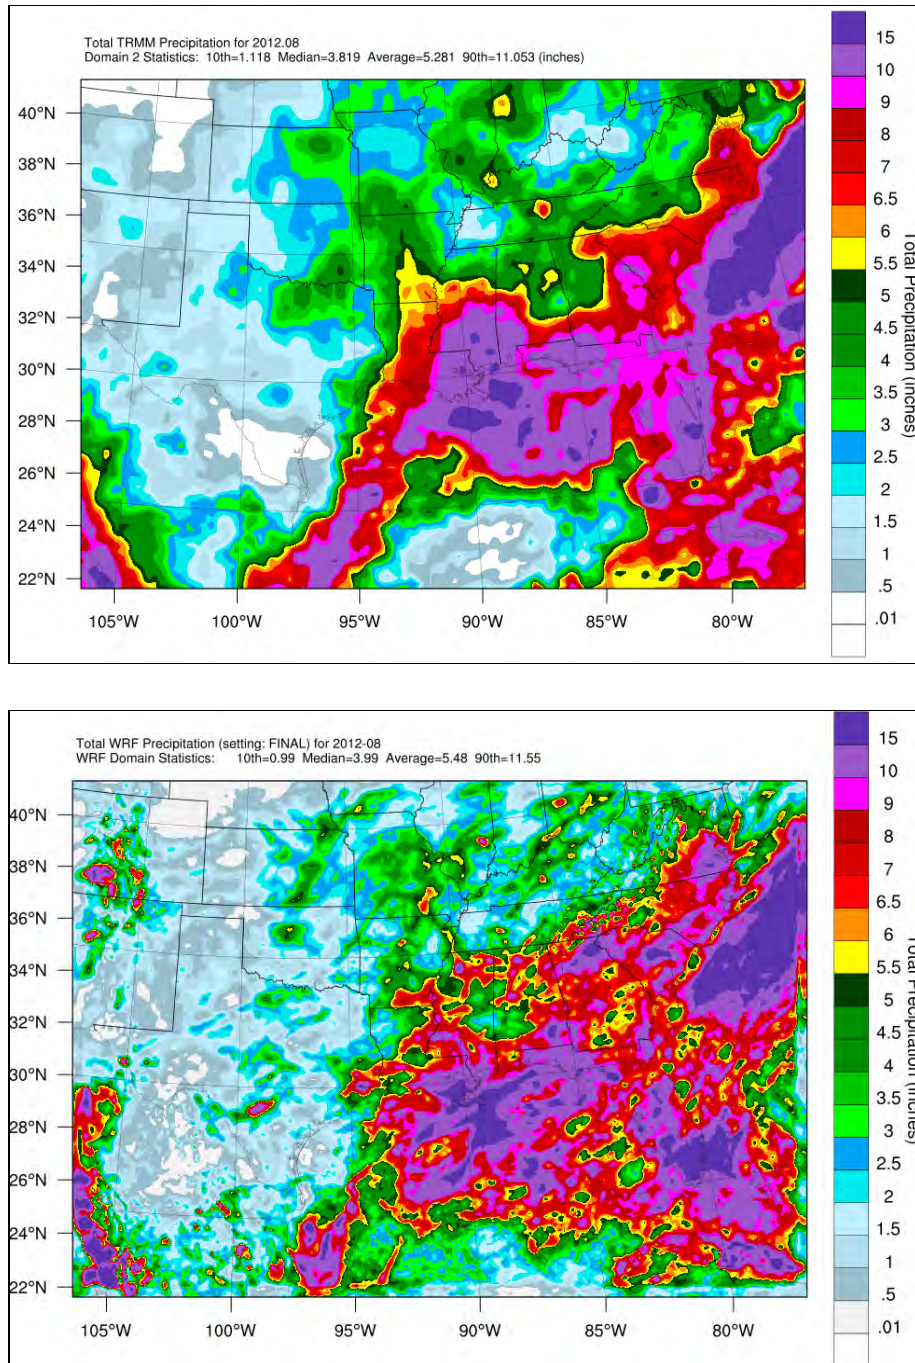 Total TRMM Precipitation for 2012.08
Domain 2 Statistics: 10th=1.118 Median=3.819 Average=5.281 90th=11.053 (inches)
40°N
38°N
36°N
34°N
32°N
30°N
28°N
26°N
24°N
22°N
105°W 100°W 95°W 90°W 85°W 80°W
15
10
9
8
7
6.5
6
5.5
5
4.5
4
3.5
3
2.5
2
1.5
1
.5
.01
Total Precipitation (inches)
Total WRF Precipitation (setting: FINAL) for 2012-08
WRF Domain Statistics: 10th=0.99 Median=3.99 Average=5.48 90th=11.55
40°N
38°N
36°N
34°N
32°N
30°N
28°N
26°N
24°N
22°N
105°W 100°W 95°W 90°W 85°W 80°W
15
10
9
8
7
6.5
6
5.5
5
4.5
4
3.5
3
2.5
2
1.5
1
.5
.01
Total Precipitation (inches)